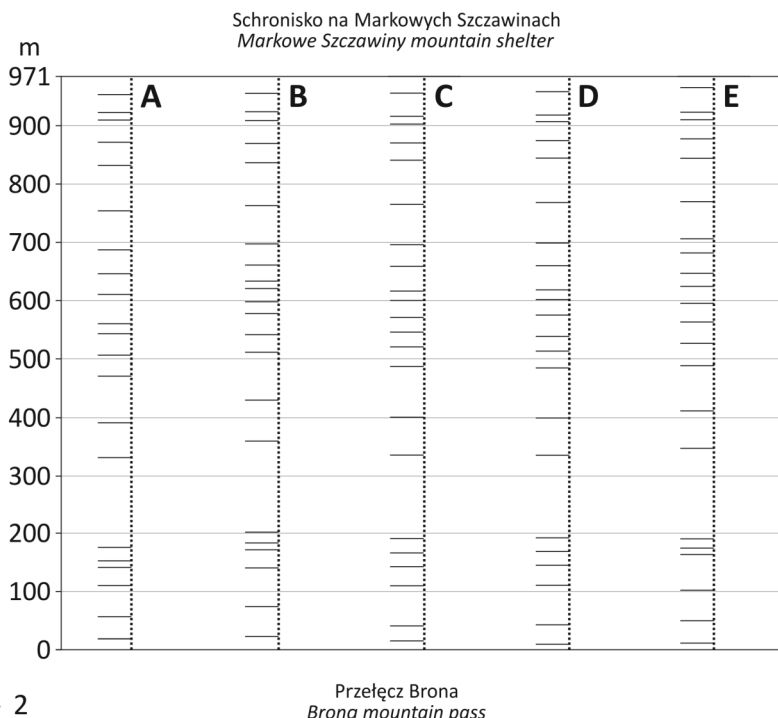 Schronisko na Markowych Szczawinach
Markowe Szczawiny mountain shelter
m
971
A B C D E
900
800
700
600
500
400
300
200
100
0
2
Przełęcz Brona
Brona mountain pass